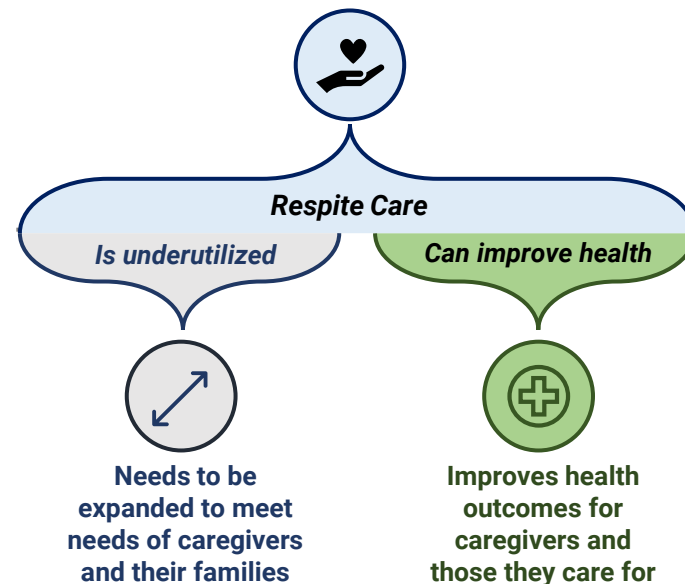 Respite Care
Is underutilized
Can improve health
Needs to be
expanded to meet
needs of caregivers
and their families
Improves health
outcomes for
caregivers and
those they care for